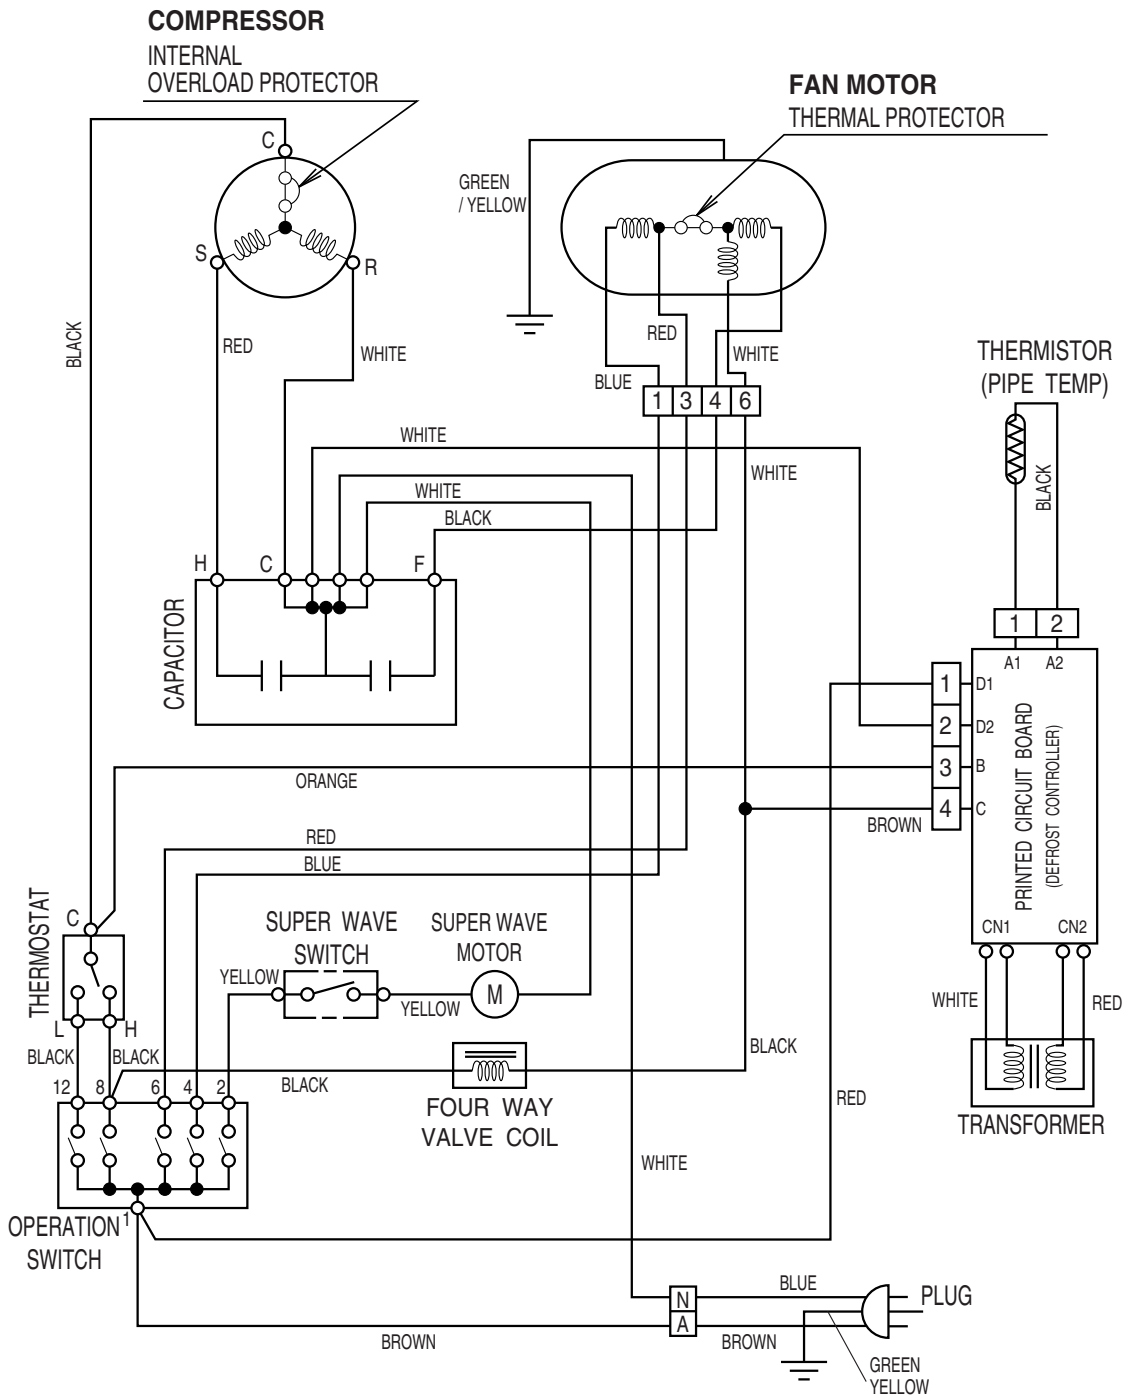 COMPRESSOR
INTERNAL
OVERLOAD PROTECTOR
FAN MOTOR
THERMAL PROTECTOR
C
GREEN
/ YELLOW
S
R
BLACK
RED
WHITE
RED
WHITE
BLUE
THERMISTOR
(PIPE TEMP)
1 3 4 6
WHITE
WHITE
WHITE
BLACK
BLACK
H
C
F
CAPACITOR
1 2
A1 A2
1 D1
2 D2
3 B
4 C
PRINTED CIRCUIT BOARD
(DEFROST CONTROLLER)
ORANGE
BROWN
RED
BLUE
THERMOSTAT
C
SUPER WAVE
SWITCH
SUPER WAVE
MOTOR
CN1 CN2
YELLOW
YELLOW
M
WHITE
RED
L
H
BLACK
BLACK
BLACK
BLACK
12 8 6 4 2
FOUR WAY
VALVE COIL
RED
TRANSFORMER
WHITE
OPERATION
SWITCH
1
N
A
BLUE
PLUG
BROWN
BROWN
GREEN
YELLOW